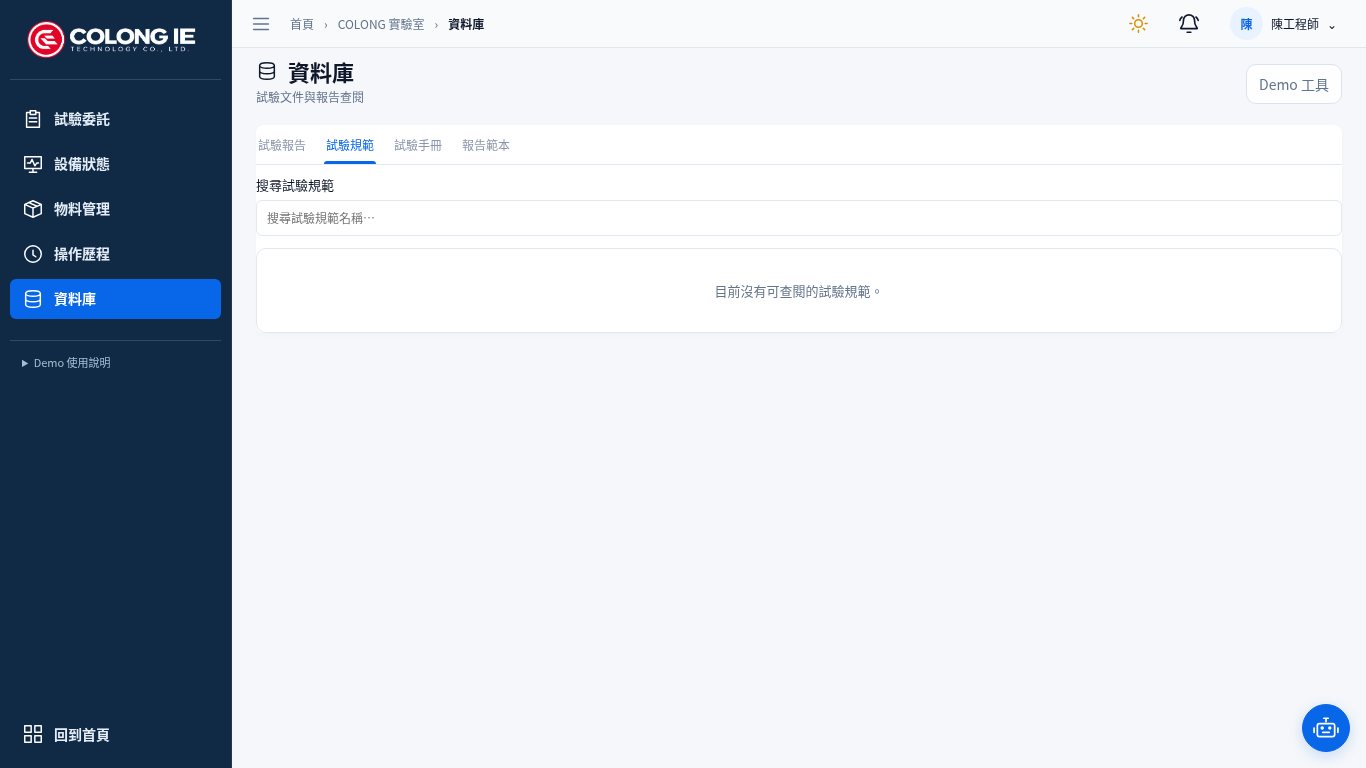 COLONG IE
TECHNOLOGY CO., LTD.
試驗委託
設備狀態
物料管理
操作歷程
資料庫
▶ Demo 使用說明
回到首頁
首頁 › COLONG 實驗室 › 資料庫
陳 陳工程師
資料庫
試驗文件與報告查閱
Demo 工具
試驗報告 試驗規範 試驗手冊 報告範本
搜尋試驗規範
搜尋試驗規範名稱…
目前沒有可查閱的試驗規範。